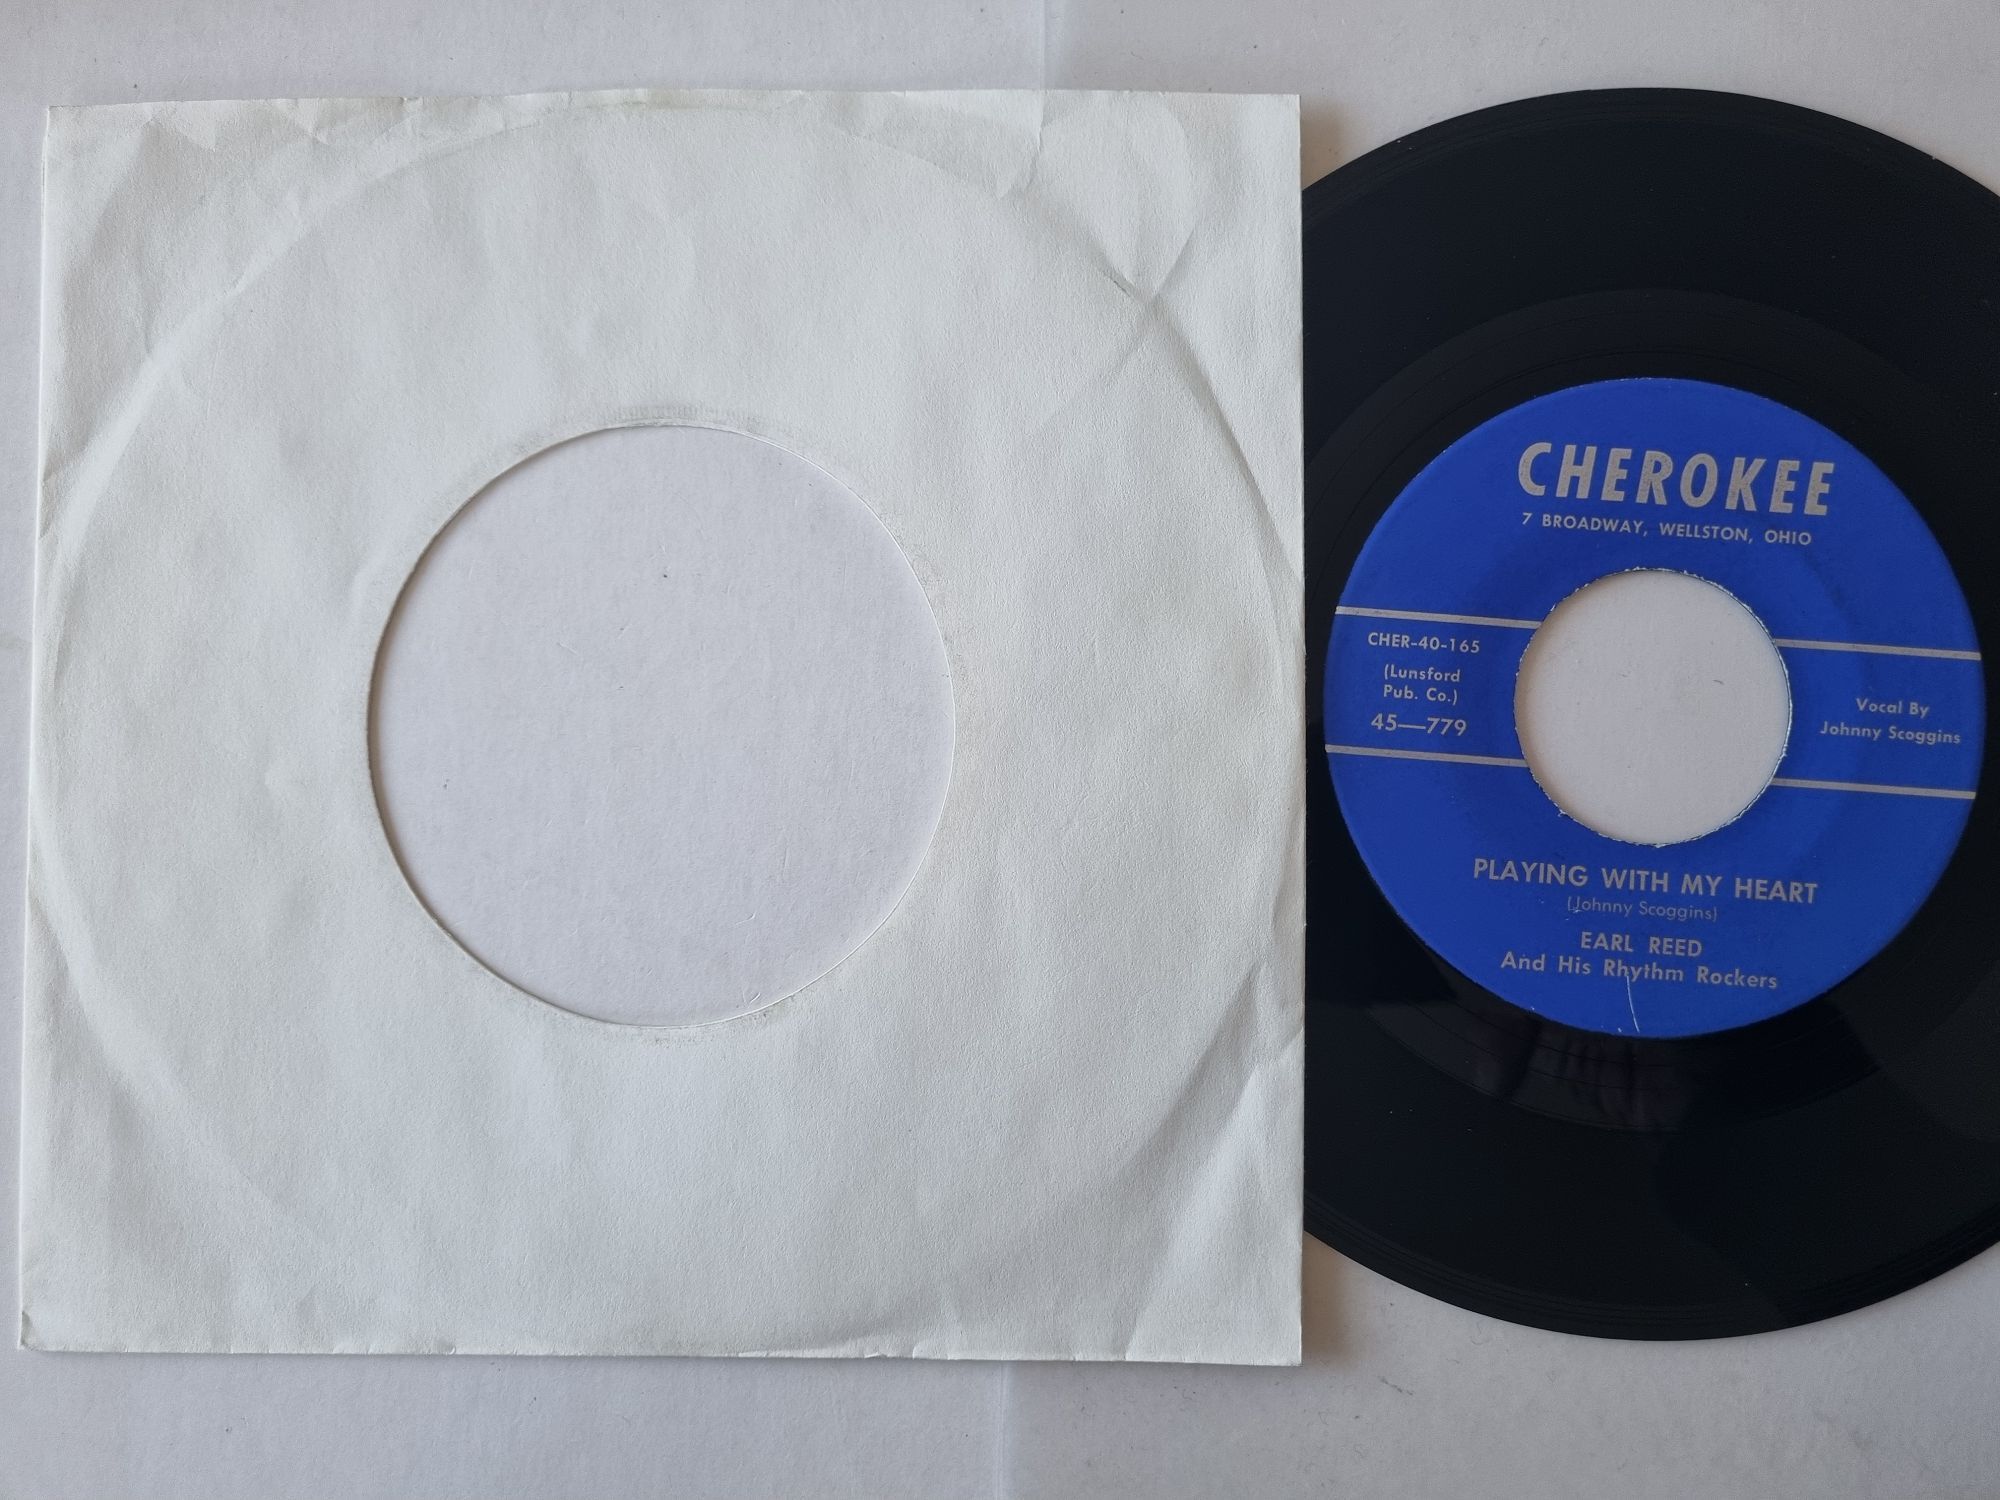 CHEROKEE
7 BROADWAY, WELLSTON, OHIO
CHER-40-165
(Lunsford
Pub. Co.)
45—779
Vocal By
Johnny Scoggins
PLAYING WITH MY HEART
(Johnny Scoggins)
EARL REED
And His Rhythm Rockers